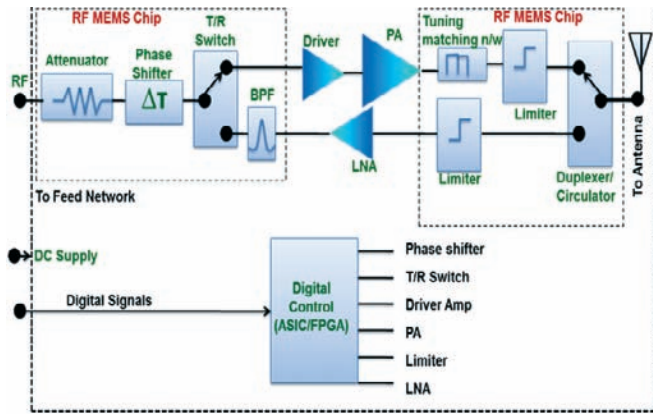 RF MEMS Chip
T/R
Switch
Attenuator
Phase
Shifter
RF
ΔT
BPF
Driver
PA
LNA
RF MEMS Chip
Tuning
matching n/w
Limiter
Limiter
Duplexer/
Circulator
To Antenna
To Feed Network
DC Supply
Digital Signals
Digital
Control
(ASIC/FPGA)
Phase shifter
T/R Switch
Driver Amp
PA
Limiter
LNA